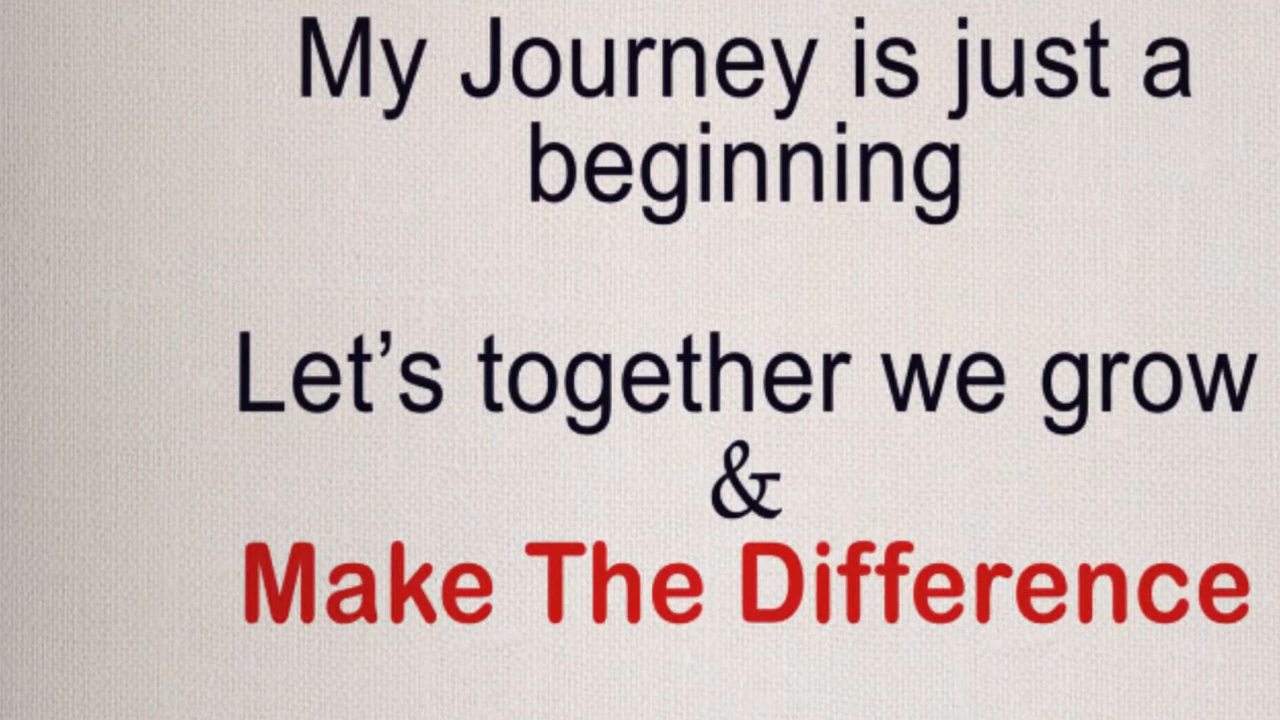 My Journey is just a
beginning
Let’s together we grow
&
Make The Difference